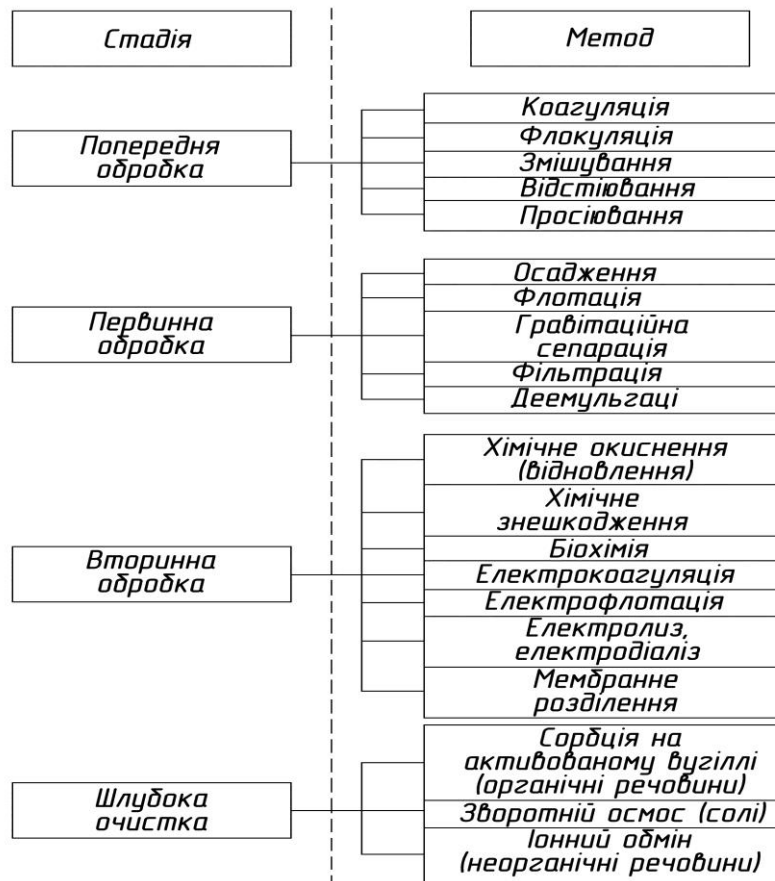 Стадія
Метод
Попередня
обробка
Коагуляція
Флокуляція
Змішування
Відстіювання
Просіювання
Первинна
обробка
Осадження
Флотація
Гравітаційна
сепарація
Фільтрація
Деемульгаці
Вторинна
обробка
Хімічне окиснення
(відновлення)
Хімічне
знешкодження
Біохімія
Електрокоагуляція
Електрофлотація
Електролиз,
електродіаліз
Мембранне
розділення
Шлубока
очистка
Сорбція на
активованому вугіллі
(органічні речовини)
Зворотній осмос (солі)
Іонний обмін
(неорганічні речовини)